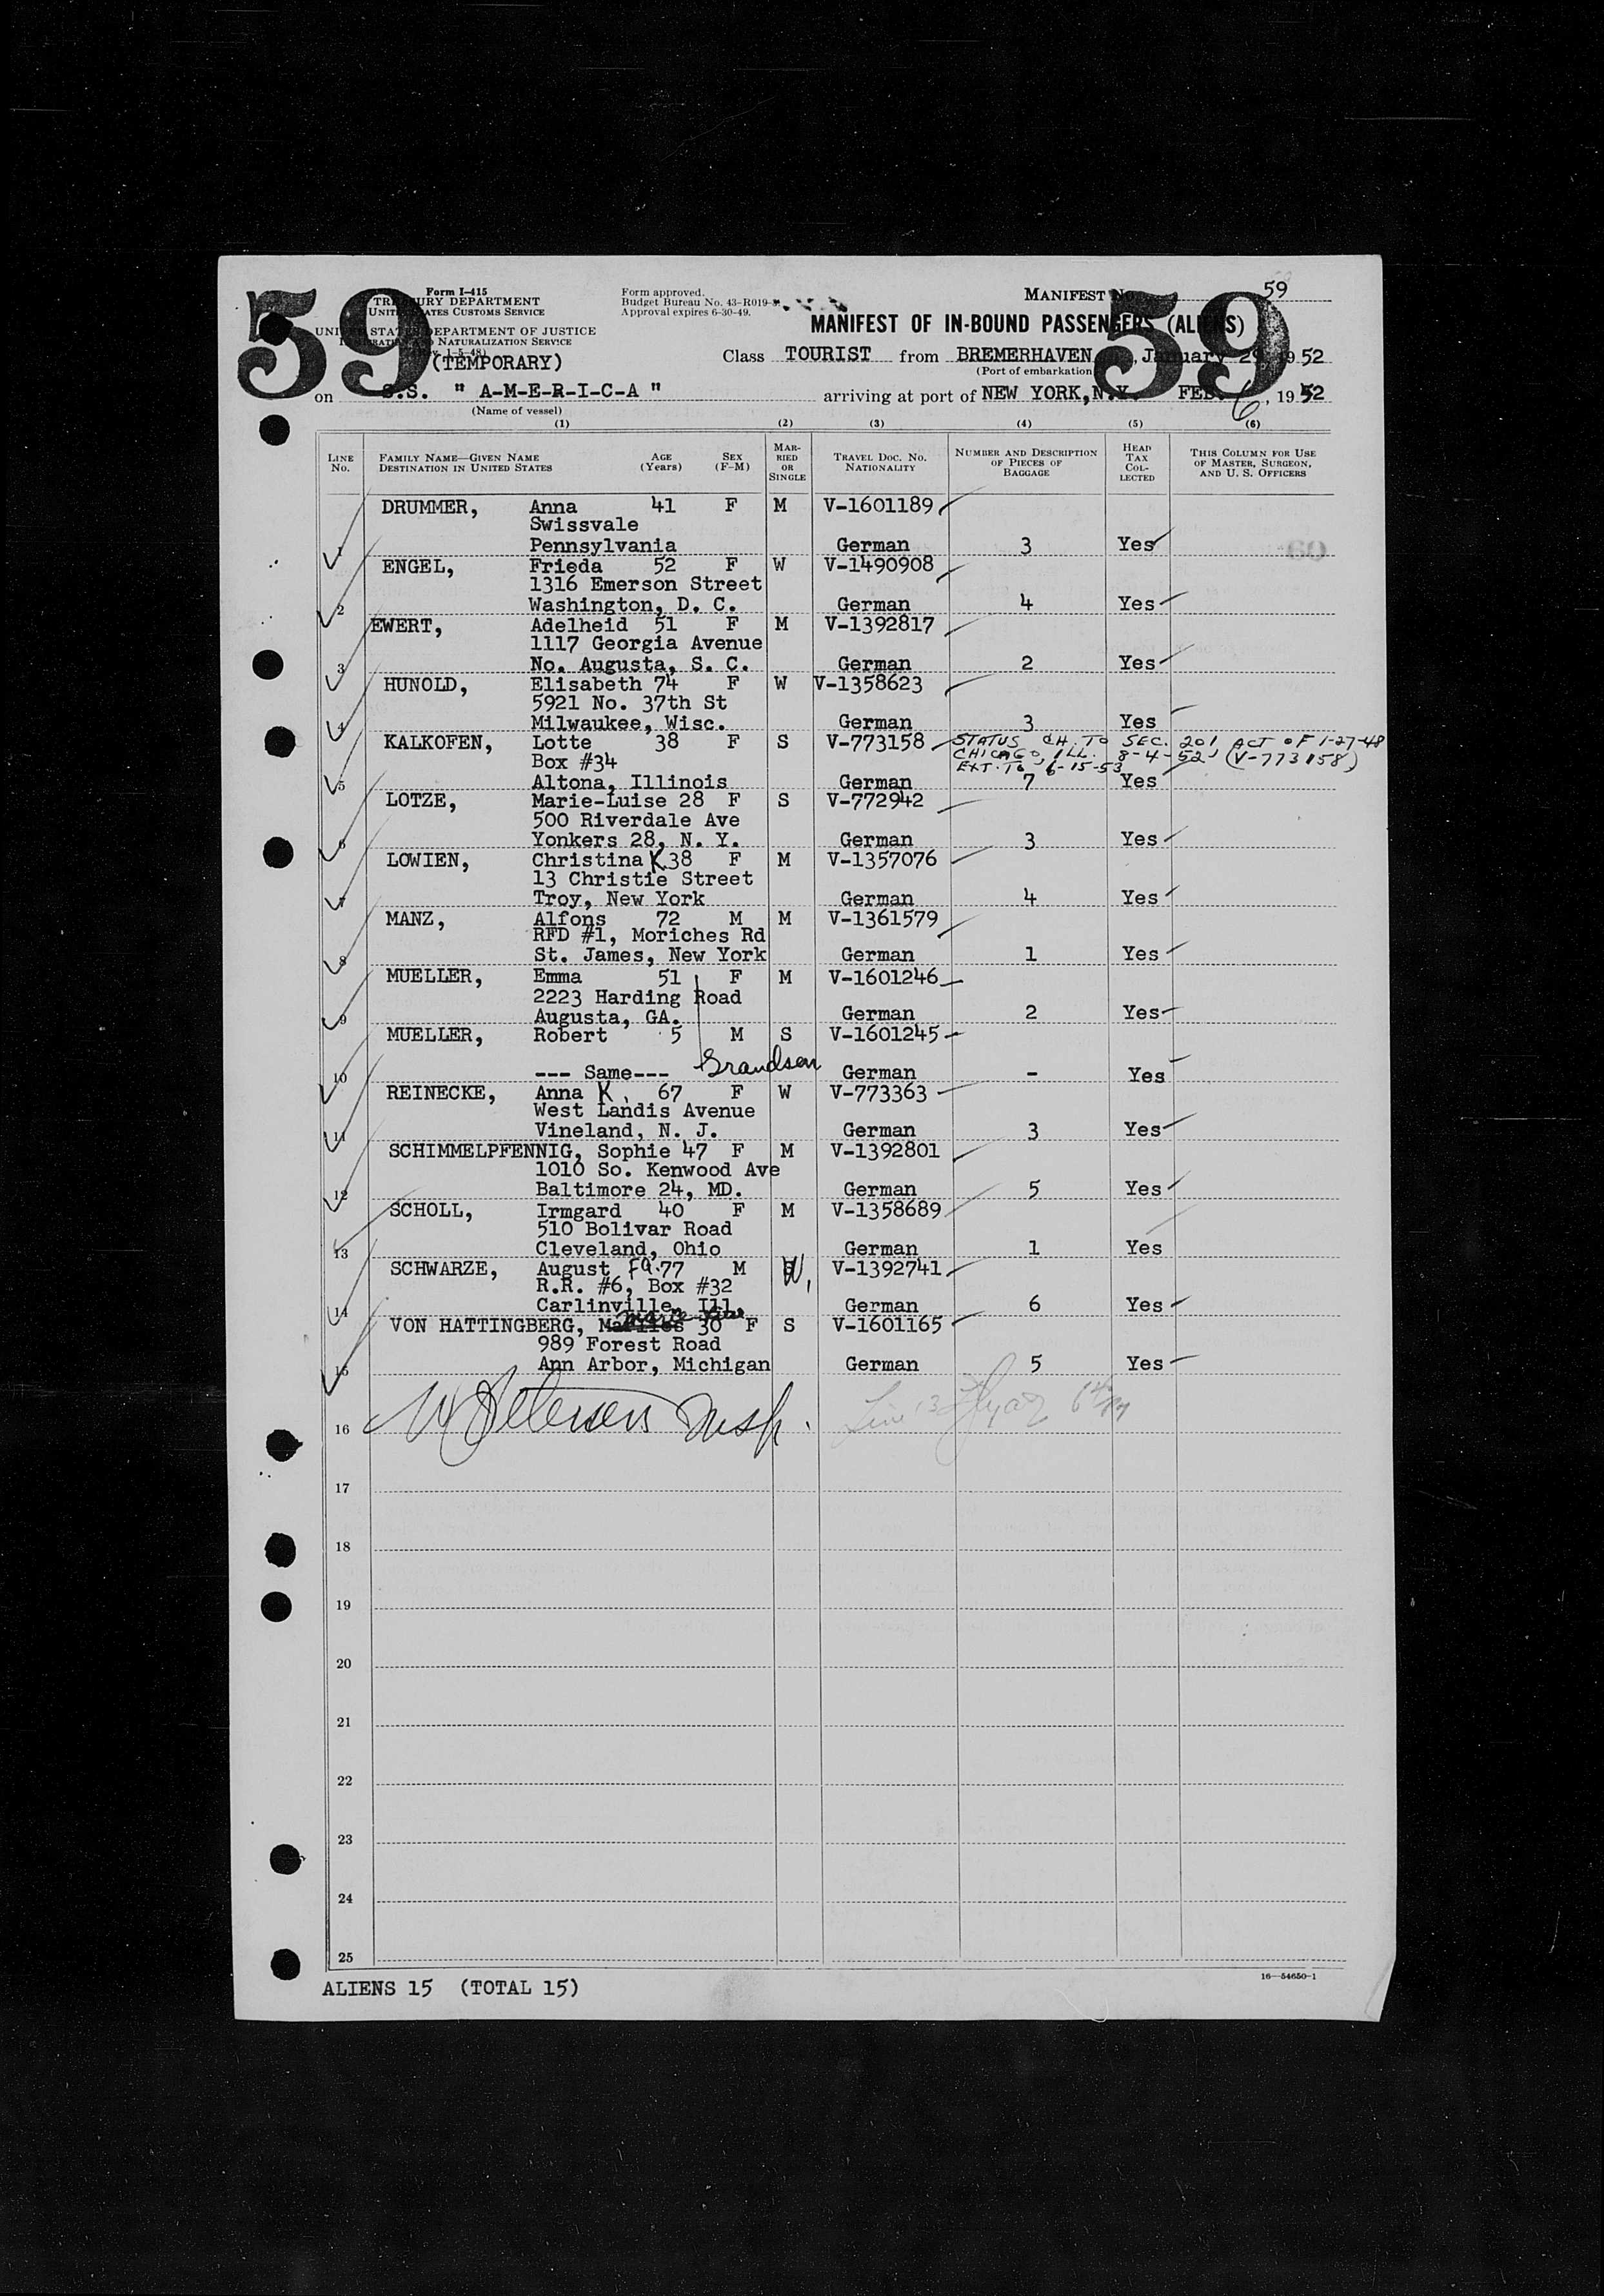 59
59
Form I-415
TREASURY DEPARTMENT
UNITED STATES CUSTOMS SERVICE
UNITED STATES DEPARTMENT OF JUSTICE
IMMIGRATION AND NATURALIZATION SERVICE
(Rev. 1-5-48)
(TEMPORARY)
Form approved.
Budget Bureau No. 43-R019-
Approval expires 6-30-49.
MANIFEST No. 59
MANIFEST OF IN-BOUND PASSENGERS (ALIENS)
Class TOURIST from BREMERHAVEN, January 29, 1952
(Port of embarkation)
on S.S. " A-M-E-R-I-C-A " arriving at port of NEW YORK, N.Y. FEB. 6, 1952
(Name of vessel)
(1) (2) (3) (4) (5) (6)
LINE No. FAMILY NAME—GIVEN NAME DESTINATION IN UNITED STATES AGE (Years) SEX (F-M) MARRIED OR SINGLE TRAVEL DOC. NO. NATIONALITY NUMBER AND DESCRIPTION OF PIECES OF BAGGAGE HEAD TAX COLLECTED THIS COLUMN FOR USE OF MASTER, SURGEON, AND U. S. OFFICERS
DRUMMER, Anna 41 F M V-1601189
Swissvale
1 Pennsylvania German 3 Yes
ENGEL, Frieda 52 F W V-1490908
1316 Emerson Street
2 Washington, D. C. German 4 Yes
EWERT, Adelheid 51 F M V-1392817
1117 Georgia Avenue
3 No. Augusta, S. C. German 2 Yes
HUNOLD, Elisabeth 74 F W V-1358623
5921 No. 37th St
4 Milwaukee, Wisc. German 3 Yes
KALKOFEN, Lotte 38 F S V-773158 STATUS CH. TO SEC. 201 ACT OF 1-27-48
Box #34 CHICAGO, ILL. 8-4-52 (V-773158)
EXT. TO 6-15-53
5 Altona, Illinois German 7 Yes
LOTZE, Marie-Luise 28 F S V-772942
500 Riverdale Ave
6 Yonkers 28, N. Y. German 3 Yes
LOWIEN, Christina K 38 F M V-1357076
13 Christie Street
7 Troy, New York German 4 Yes
MANZ, Alfons 72 M M V-1361579
RFD #1, Moriches Rd
8 St. James, New York German 1 Yes
MUELLER, Emma 51 F M V-1601246
2223 Harding Road
9 Augusta, GA. German 2 Yes
MUELLER, Robert 5 M S V-1601245
Grandson
10 --- Same--- German - Yes
REINECKE, Anna K. 67 F W V-773363
West Landis Avenue
11 Vineland, N. J. German 3 Yes
SCHIMMELPFENNIG, Sophie 47 F M V-1392801
1010 So. Kenwood Ave
12 Baltimore 24, MD. German 5 Yes
SCHOLL, Irmgard 40 F M V-1358689
510 Bolivar Road
13 Cleveland, Ohio German 1 Yes
SCHWARZE, August 77 M W V-1392741
R.R. #6, Box #32
14 Carlinville, Ill. German 6 Yes
VON HATTINGBERG, 30 F S V-1601165
989 Forest Road
15 Ann Arbor, Michigan German 5 Yes
16 Insp. Line 13
17
18
19
20
21
22
23
24
25
ALIENS 15 (TOTAL 15)
16—54650-1